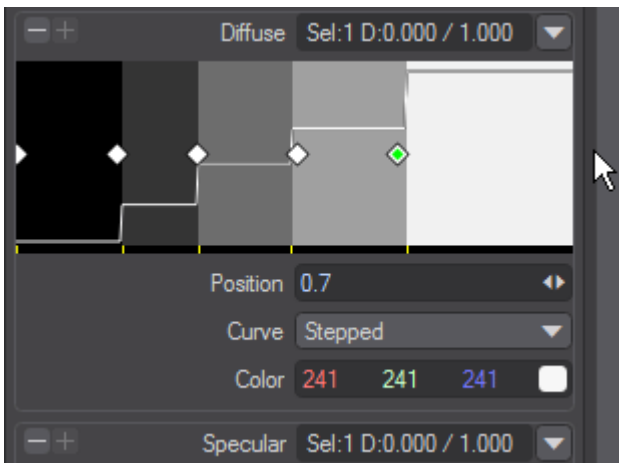 Diffuse Sel:1 D:0.000 / 1.000
Position 0.7
Curve Stepped
Color 241 241 241
Specular Sel:1 D:0.000 / 1.000